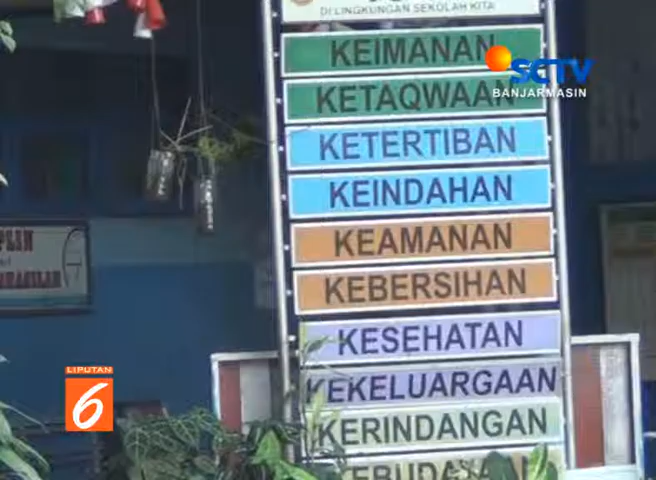 DI LINGKUNGAN SEKOLAH KITA
KEIMANAN
KETAQWAAN
KETERTIBAN
KEINDAHAN
KEAMANAN
KEBERSIHAN
KESEHATAN
KEKELUARGAAN
KERINDANGAN
SCTV
BANJARMASIN
LIPUTAN
6